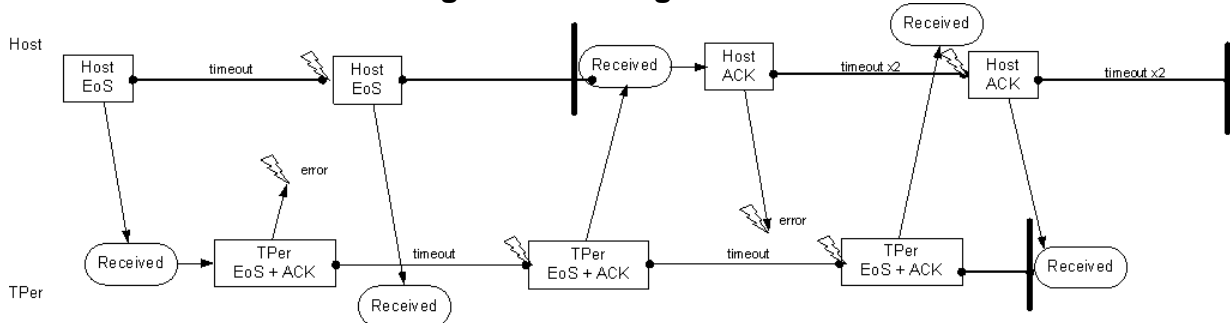 Host
Host
EoS
timeout
Host
EoS
Received
Host
ACK
timeout x2
Received
Host
ACK
timeout x2
error
error
Received
TPer
EoS + ACK
timeout
Received
TPer
EoS + ACK
timeout
TPer
EoS + ACK
Received
TPer